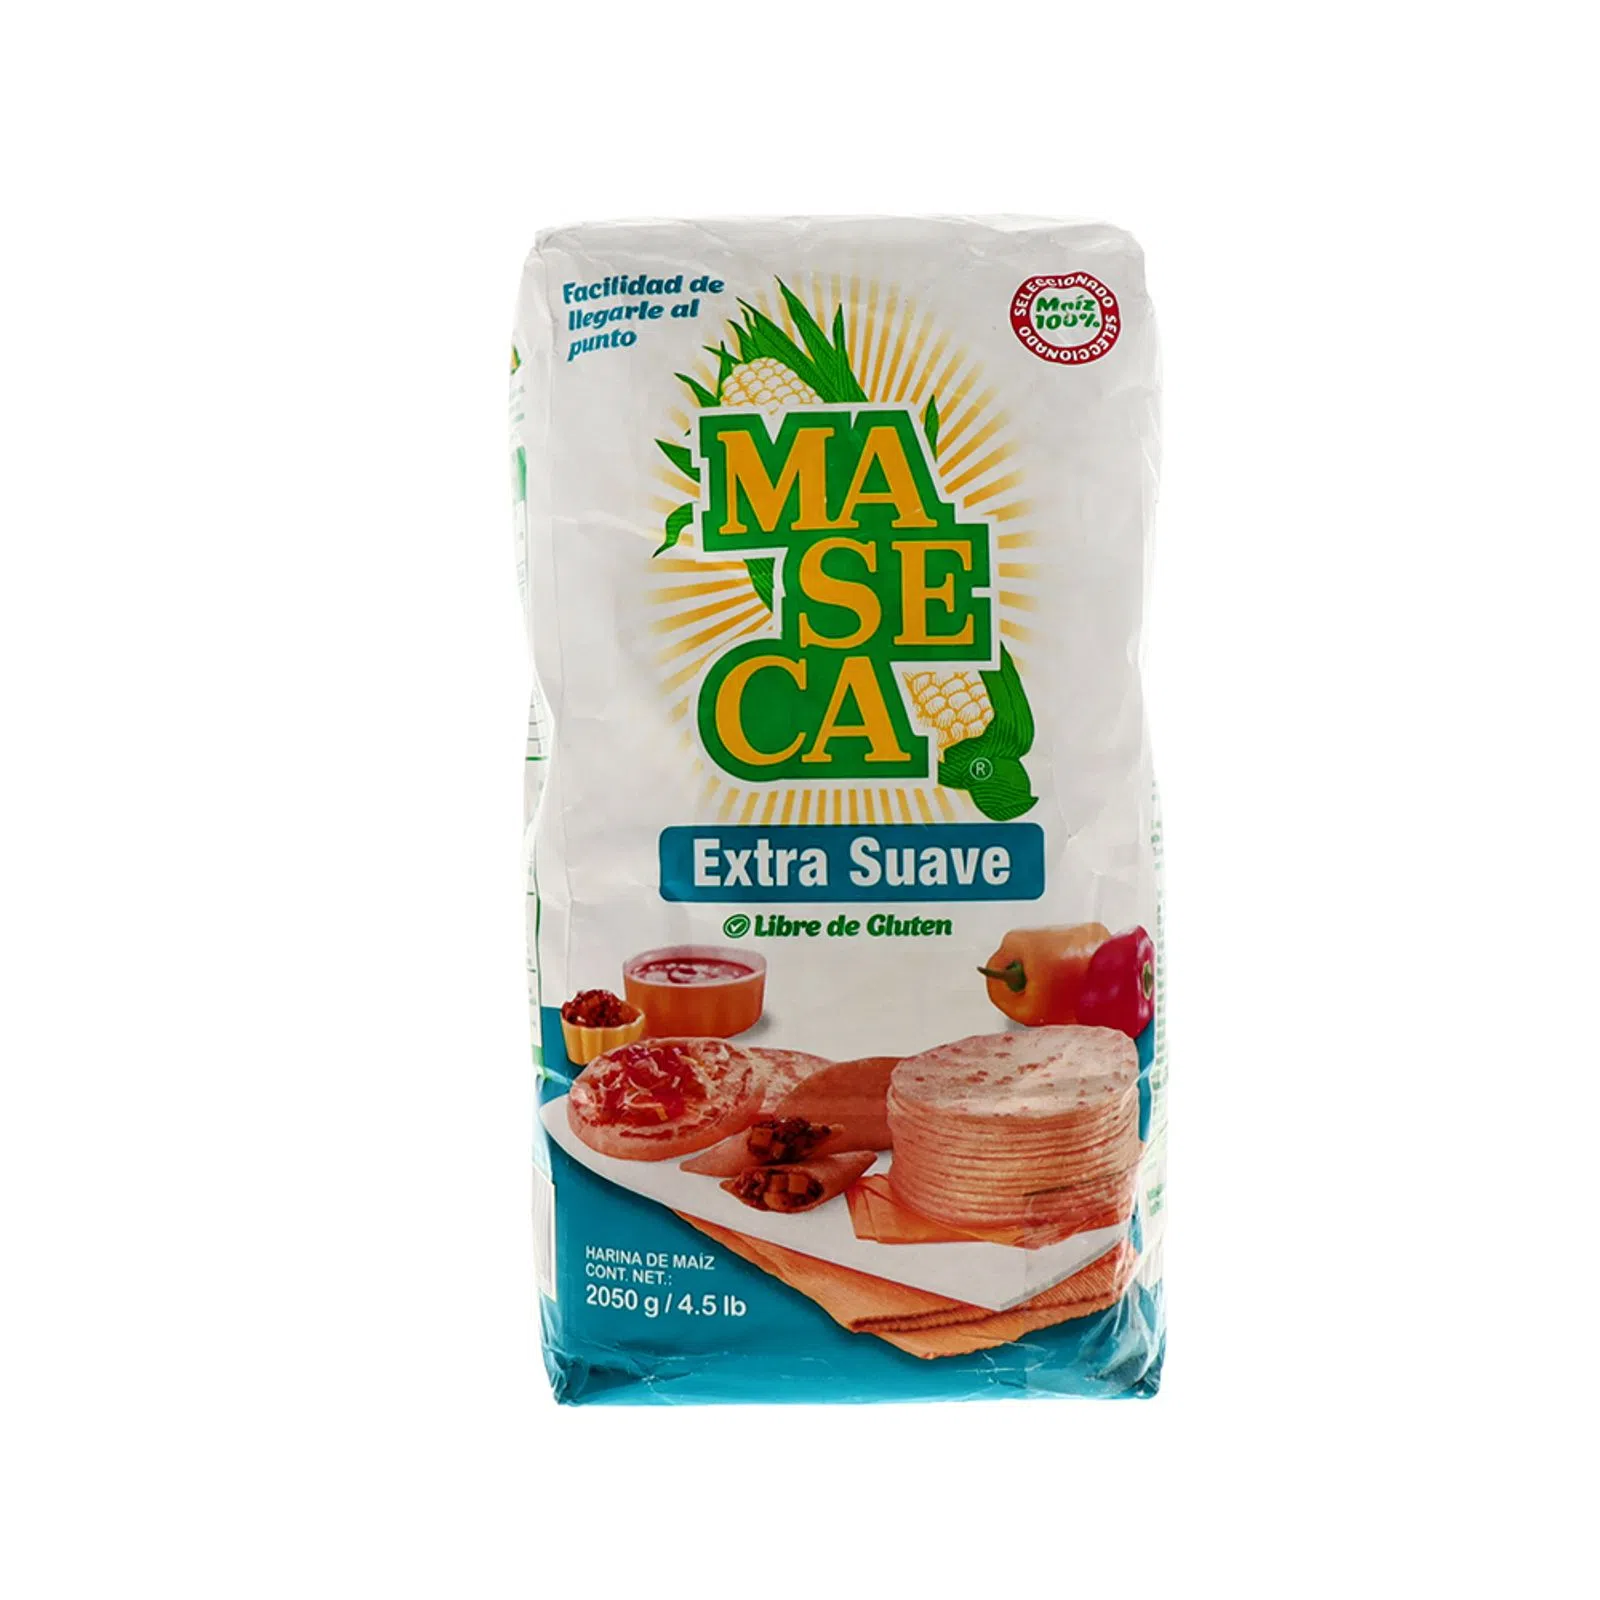 Facilidad de
llegarle al
punto
SELECCIONADO
Maíz
100%
SELECCIONADO
MA
SE
CA
®
Extra Suave
Libre de Gluten
HARINA DE MAÍZ
CONT. NET.:
2050 g / 4.5 lb